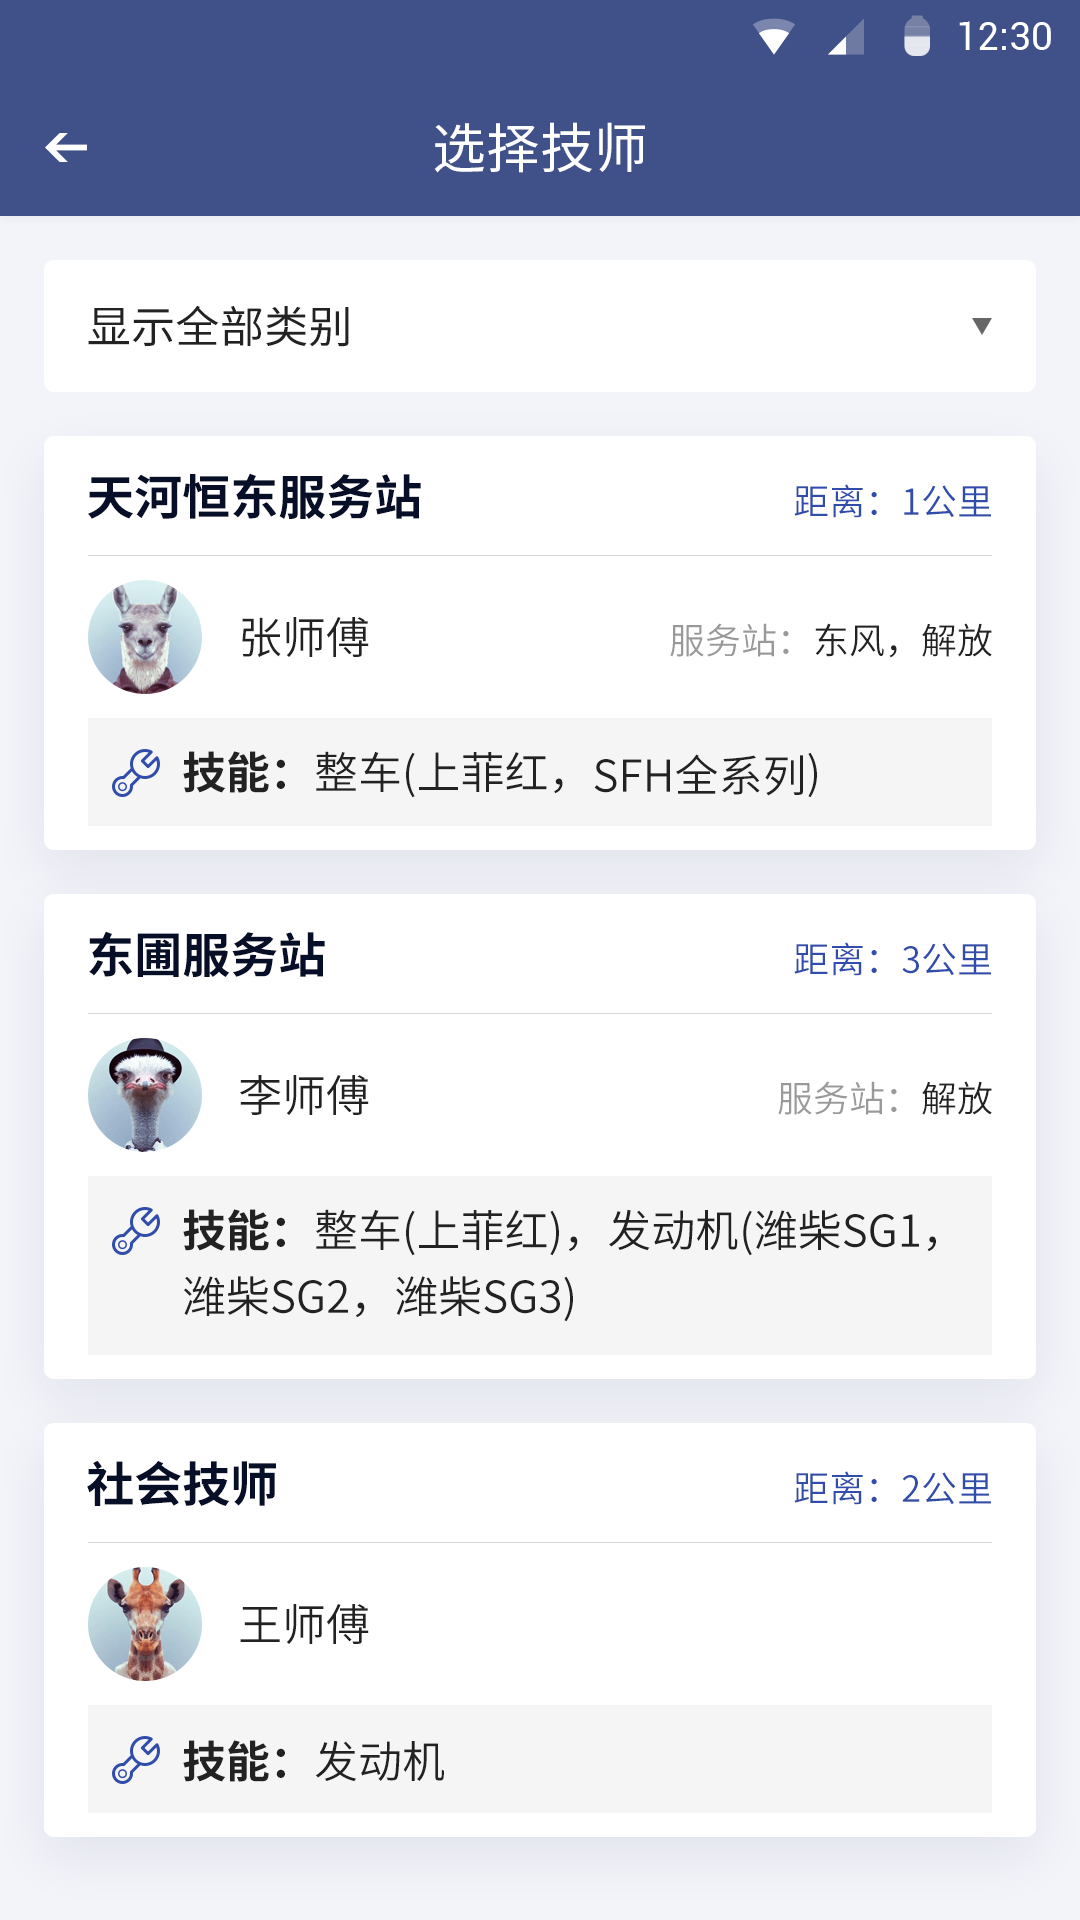 12:30
选择技师
显示全部类别
天河恒东服务站
距离：1公里
张师傅
服务站：东风，解放
技能：整车(上菲红，SFH全系列)
东圃服务站
距离：3公里
李师傅
服务站：解放
技能：整车(上菲红)，发动机(潍柴SG1，
潍柴SG2，潍柴SG3)
社会技师
距离：2公里
王师傅
技能：发动机